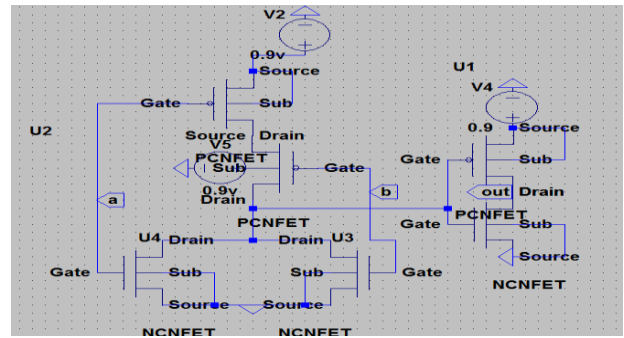 V2
0.9v
Source
U1
V4
Gate
Sub
U2
0.9
Source
Source Drain
V5
PCNFET
Sub
Gate
Gate
Sub
0.9v
Drain
a
b
out
Drain
PCNFET
PCNFET
U4
Drain
Drain
U3
Gate
Sub
Gate
Sub
Sub
Gate
Source
Source
Source
NCNFET
NCNFET
NCNFET